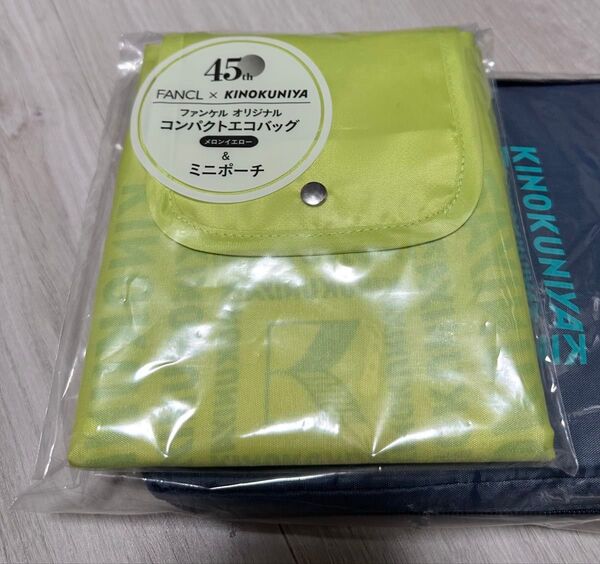 45th
FANCL × KINOKUNIYA
ファンケル オリジナル
コンパクトエコバッグ
メロンイエロー
&
ミニポーチ
KINOKUNIYA
K